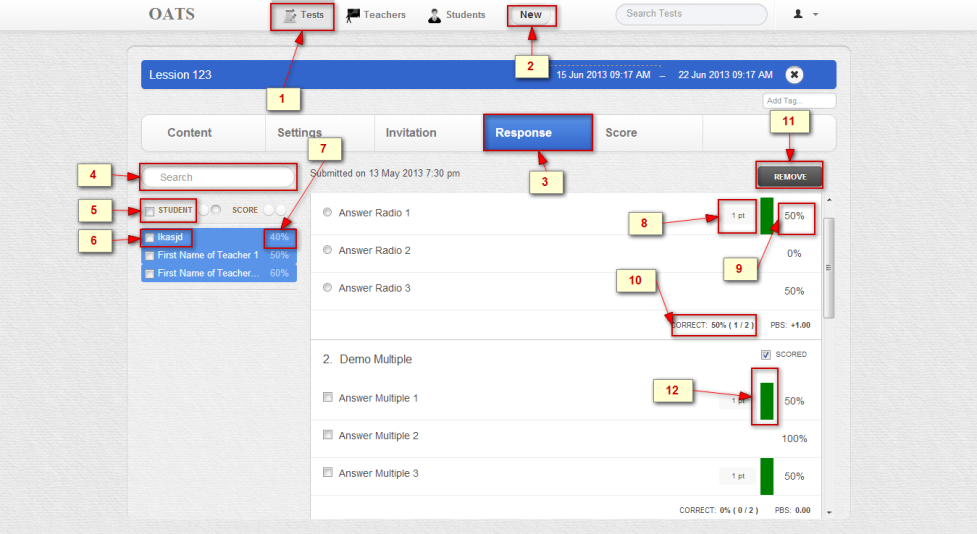 OATS Tests Teachers Students New Search Tests
2
Lession 123 15 Jun 2013 09:17 AM – 22 Jun 2013 09:17 AM
1
Add Tag...
11
Content Settings Invitation Response Score
7
4 Search Submitted on 13 May 2013 7:30 pm 3 REMOVE
5 STUDENT SCORE
Answer Radio 1 8 1 pt 50%
6 lkasjd 40%
First Name of Teacher 1 50%
Answer Radio 2 0%
9
First Name of Teacher... 60%
10
Answer Radio 3 50%
CORRECT: 50% ( 1 / 2 ) PBS: +1.00
2. Demo Multiple SCORED
12
Answer Multiple 1 1 pt 50%
Answer Multiple 2 100%
Answer Multiple 3 1 pt 50%
CORRECT: 0% ( 0 / 2 ) PBS: 0.00